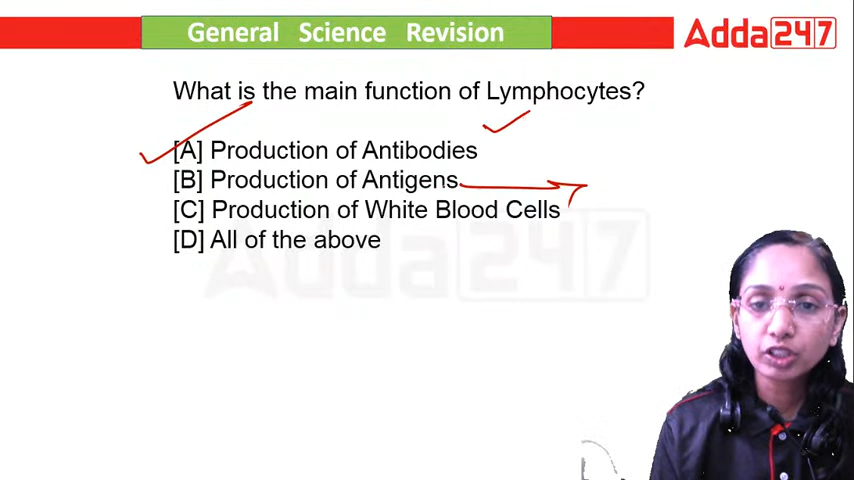 General Science Revision
Adda247
What is the main function of Lymphocytes?
[A] Production of Antibodies
[B] Production of Antigens
[C] Production of White Blood Cells
[D] All of the above
Adda247